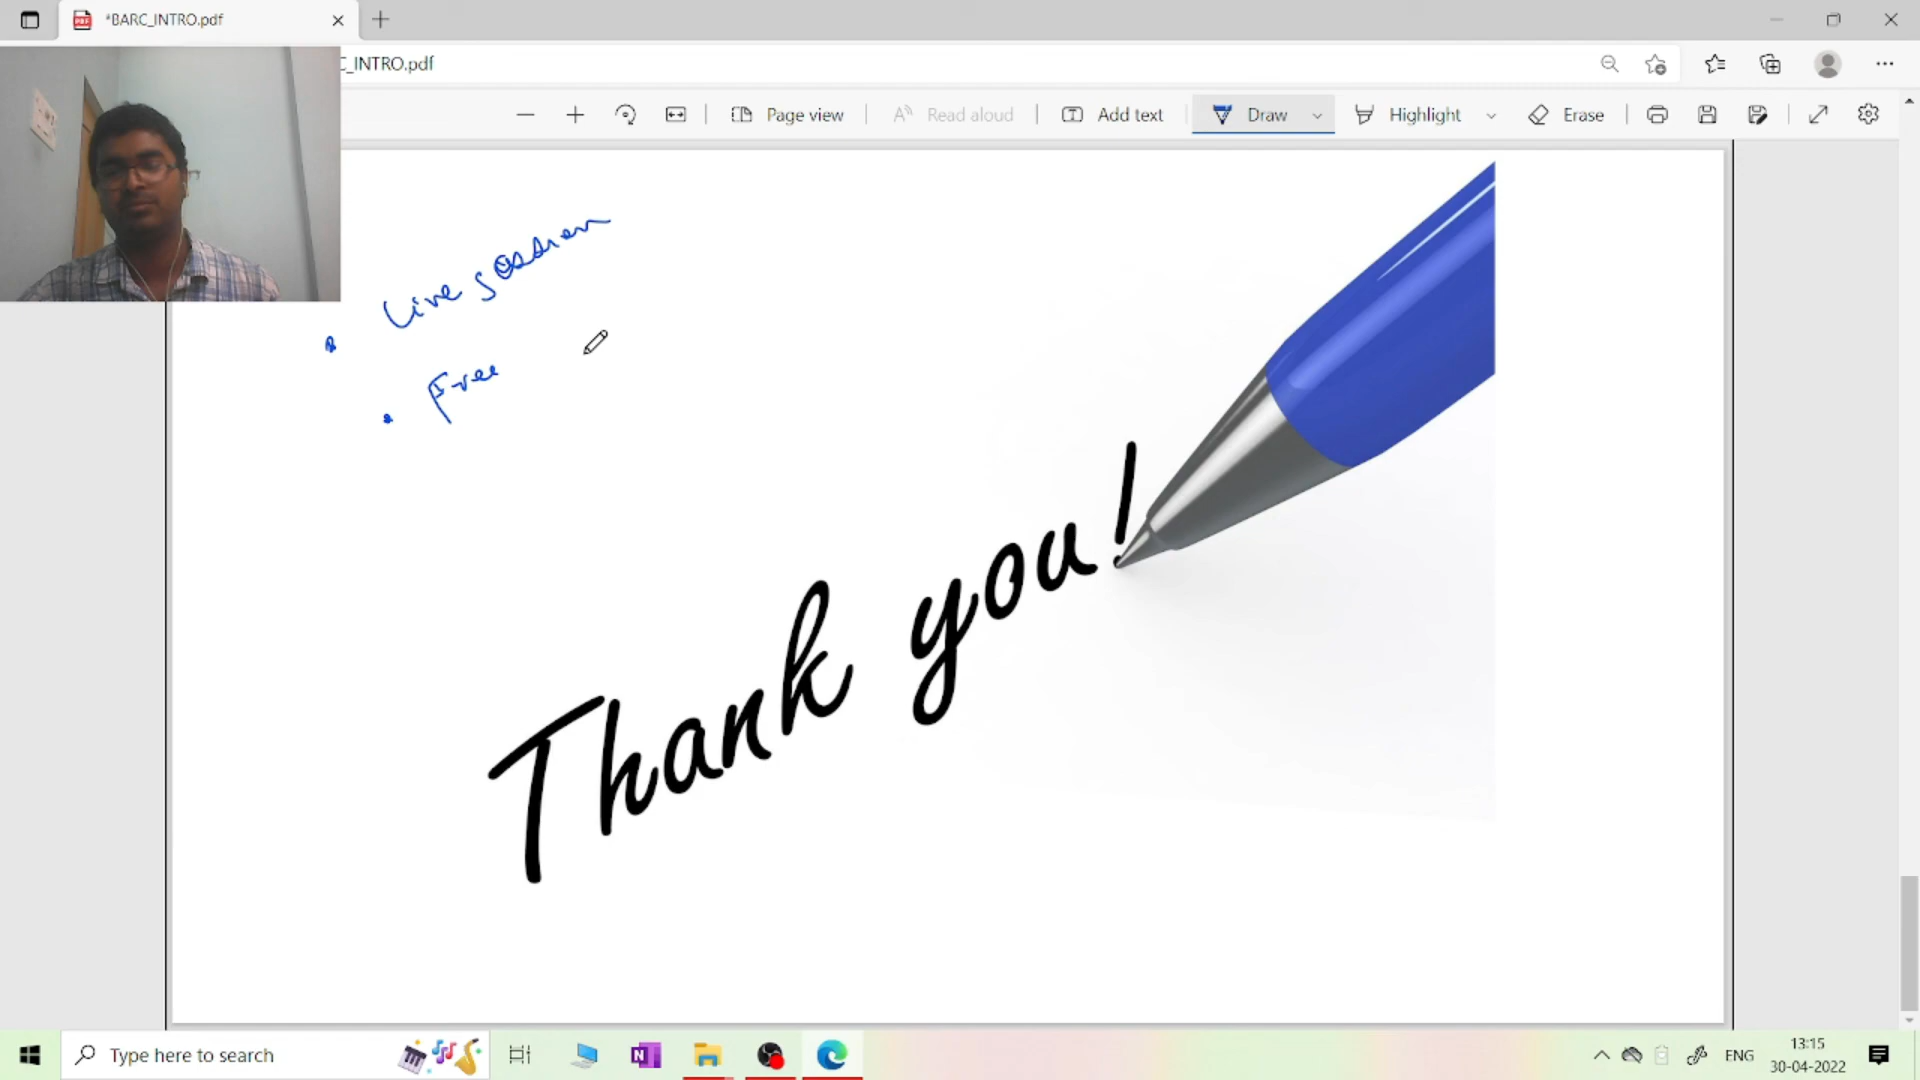 *BARC_INTRO.pdf
C_INTRO.pdf
Page view
Read aloud
Add text
Draw
Highlight
Erase
Live session
Free
Thank you!
Type here to search
ENG
13:15
30-04-2022